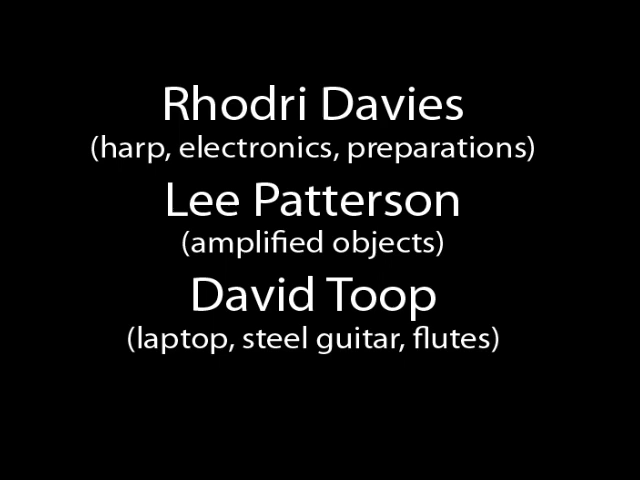 Rhodri Davies
(harp, electronics, preparations)
Lee Patterson
(amplified objects)
David Toop
(laptop, steel guitar, flutes)